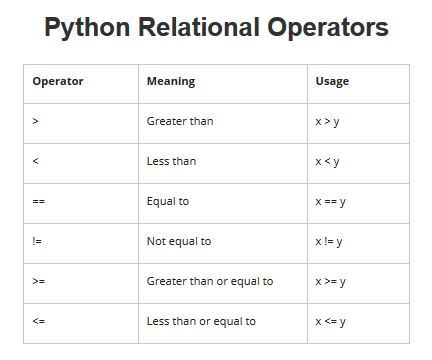 Python Relational Operators
Operator Meaning Usage
> Greater than x > y
< Less than x < y
== Equal to x == y
!= Not equal to x != y
>= Greater than or equal to x >= y
<= Less than or equal to x <= y